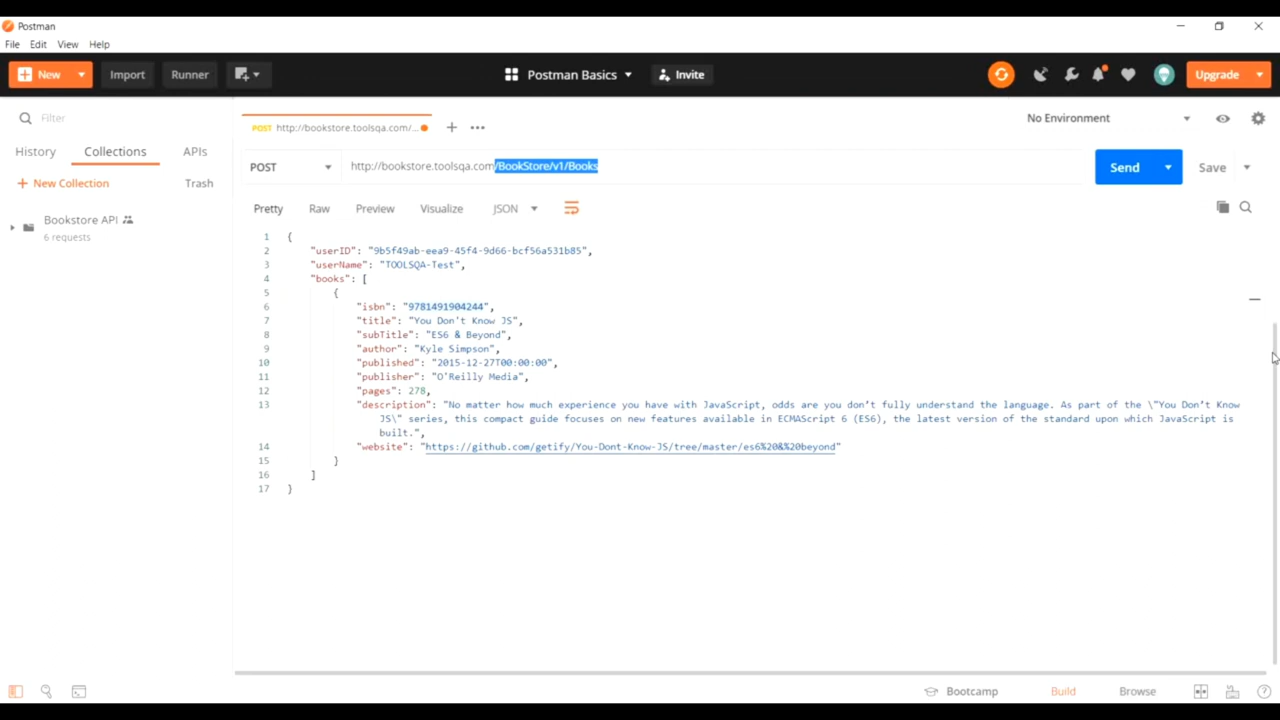 Postman
File Edit View Help
New Import Runner Postman Basics Invite Upgrade
Filter
POST http://bookstore.toolsqa.com/... No Environment
History Collections APIs
POST http://bookstore.toolsqa.com/BookStore/v1/Books Send Save
+ New Collection Trash
Pretty Raw Preview Visualize JSON
Bookstore API
6 requests
1 {
2 "userID": "9b5f49ab-eea9-45f4-9d66-bcf56a531b85",
3 "userName": "TOOLSQA-Test",
4 "books": [
5 {
6 "isbn": "9781491904244",
7 "title": "You Don't Know JS",
8 "subTitle": "ES6 & Beyond",
9 "author": "Kyle Simpson",
10 "published": "2015-12-27T00:00:00",
11 "publisher": "O'Reilly Media",
12 "pages": 278,
13 "description": "No matter how much experience you have with JavaScript, odds are you don’t fully understand the language. As part of the \"You Don’t Know
JS\" series, this compact guide focuses on new features available in ECMAScript 6 (ES6), the latest version of the standard upon which JavaScript is
built.",
14 "website": "https://github.com/getify/You-Dont-Know-JS/tree/master/es6%20&%20beyond"
15 }
16 ]
17 }
Bootcamp Build Browse